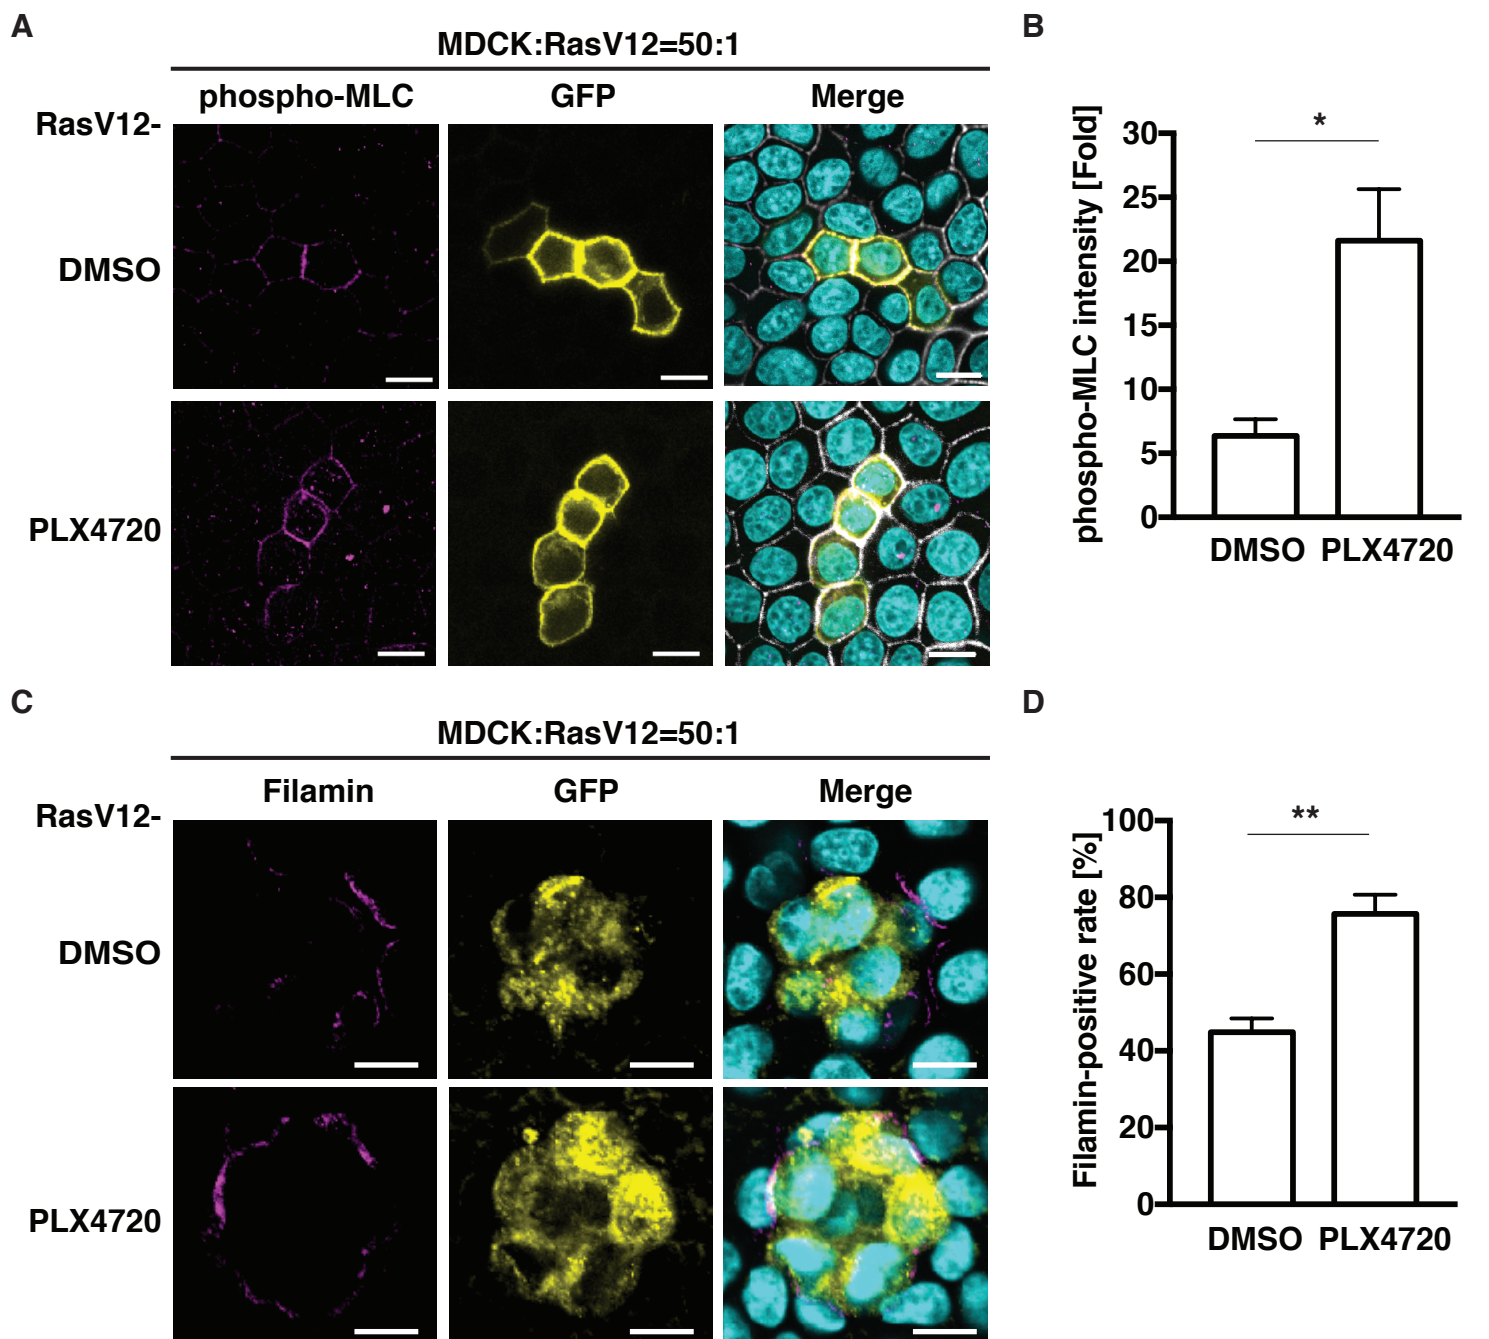 A
MDCK:RasV12=50:1
phospho-MLC GFP Merge
RasV12-
DMSO
PLX4720
B
phospho-MLC intensity [Fold]
30
25
20
15
10
5
0
*
DMSO PLX4720
C
MDCK:RasV12=50:1
Filamin GFP Merge
RasV12-
DMSO
PLX4720
D
Filamin-positive rate [%]
100
80
60
40
20
0
**
DMSO PLX4720